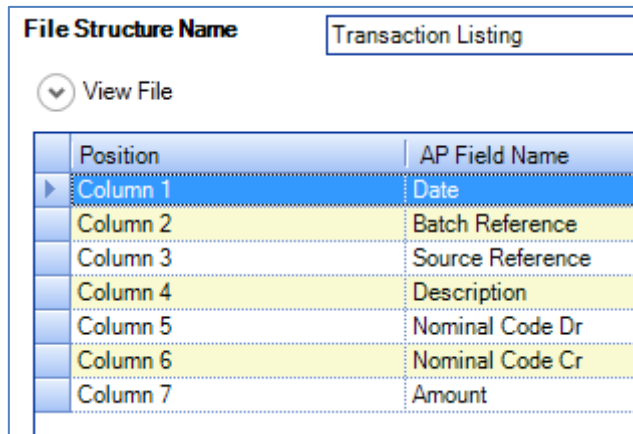 File Structure Name Transaction Listing
View File
Position AP Field Name
Column 1 Date
Column 2 Batch Reference
Column 3 Source Reference
Column 4 Description
Column 5 Nominal Code Dr
Column 6 Nominal Code Cr
Column 7 Amount